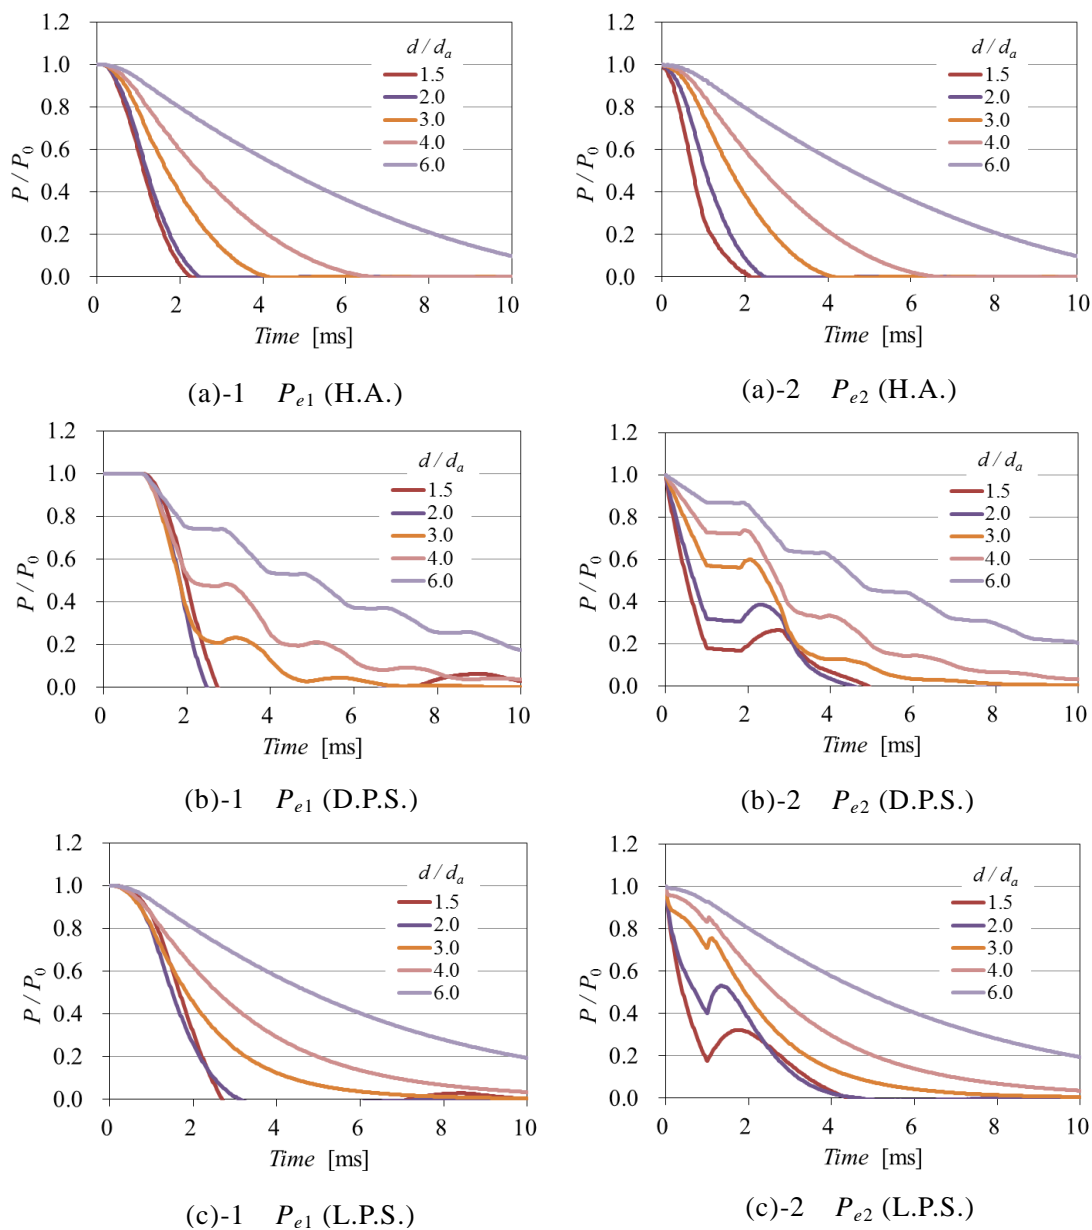 1.2
1.0
0.8
0.6
0.4
0.2
0.0
P / P0
d / da
1.5
2.0
3.0
4.0
6.0
0 2 4 6 8 10
Time [ms]
(a)-1 Pe1 (H.A.)
1.2
1.0
0.8
0.6
0.4
0.2
0.0
P / P0
d / da
1.5
2.0
3.0
4.0
6.0
0 2 4 6 8 10
Time [ms]
(a)-2 Pe2 (H.A.)
1.2
1.0
0.8
0.6
0.4
0.2
0.0
P / P0
d / da
1.5
2.0
3.0
4.0
6.0
0 2 4 6 8 10
Time [ms]
(b)-1 Pe1 (D.P.S.)
1.2
1.0
0.8
0.6
0.4
0.2
0.0
P / P0
d / da
1.5
2.0
3.0
4.0
6.0
0 2 4 6 8 10
Time [ms]
(b)-2 Pe2 (D.P.S.)
1.2
1.0
0.8
0.6
0.4
0.2
0.0
P / P0
d / da
1.5
2.0
3.0
4.0
6.0
0 2 4 6 8 10
Time [ms]
(c)-1 Pe1 (L.P.S.)
1.2
1.0
0.8
0.6
0.4
0.2
0.0
P / P0
d / da
1.5
2.0
3.0
4.0
6.0
0 2 4 6 8 10
Time [ms]
(c)-2 Pe2 (L.P.S.)